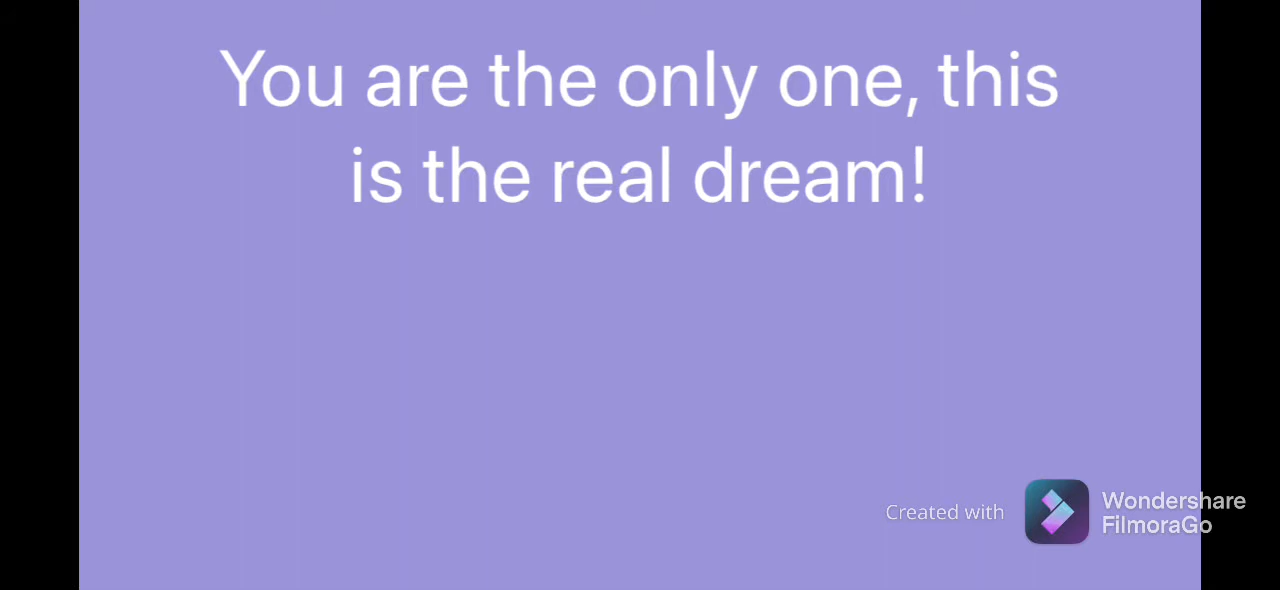 You are the only one, this
is the real dream!
Created with
Wondershare
FilmoraGo